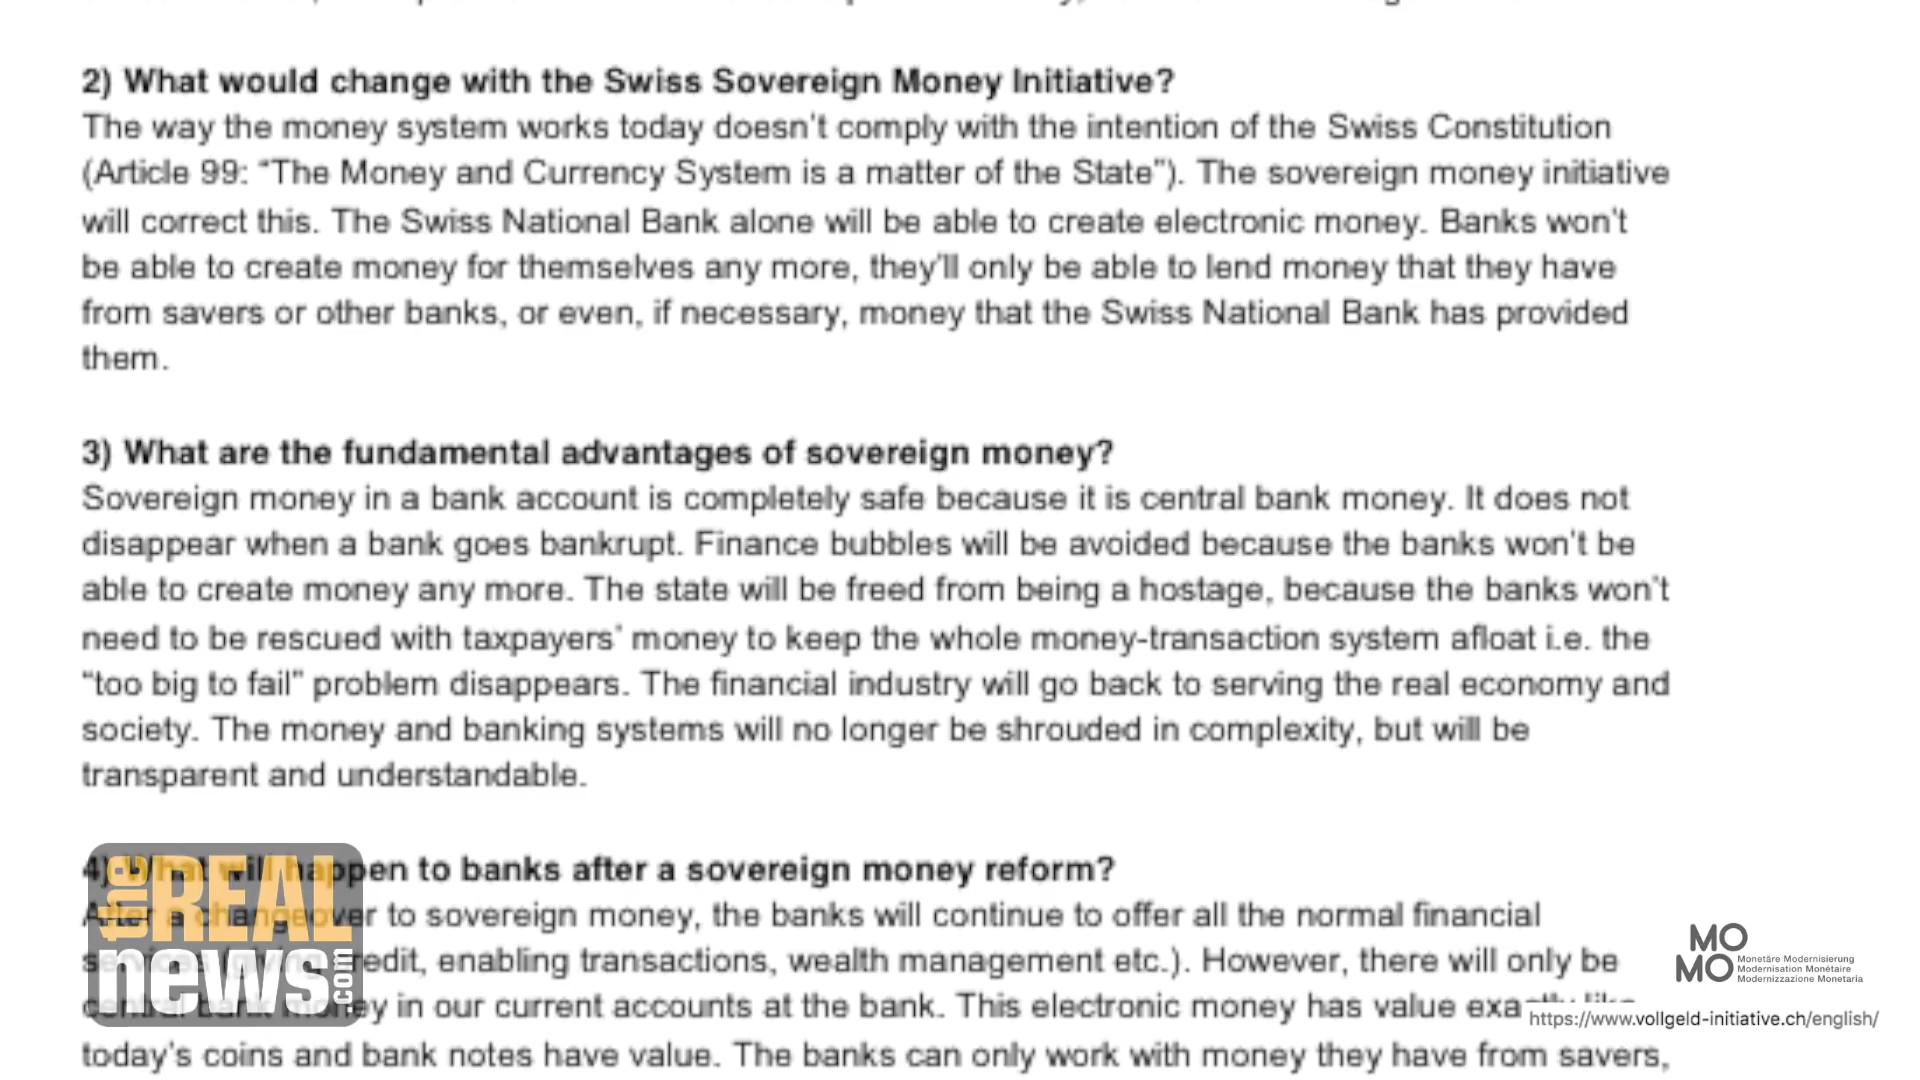 2) What would change with the Swiss Sovereign Money Initiative?
The way the money system works today doesn't comply with the intention of the Swiss Constitution
(Article 99: “The Money and Currency System is a matter of the State”). The sovereign money initiative
will correct this. The Swiss National Bank alone will be able to create electronic money. Banks won't
be able to create money for themselves any more, they'll only be able to lend money that they have
from savers or other banks, or even, if necessary, money that the Swiss National Bank has provided
them.
3) What are the fundamental advantages of sovereign money?
Sovereign money in a bank account is completely safe because it is central bank money. It does not
disappear when a bank goes bankrupt. Finance bubbles will be avoided because the banks won't be
able to create money any more. The state will be freed from being a hostage, because the banks won't
need to be rescued with taxpayers' money to keep the whole money-transaction system afloat i.e. the
“too big to fail” problem disappears. The financial industry will go back to serving the real economy and
society. The money and banking systems will no longer be shrouded in complexity, but will be
transparent and understandable.
4) What will happen to banks after a sovereign money reform?
After a changeover to sovereign money, the banks will continue to offer all the normal financial
credit, enabling transactions, wealth management etc.). However, there will only be
central bank money in our current accounts at the bank. This electronic money has value exactly like
today's coins and bank notes have value. The banks can only work with money they have from savers,
the REAL
news.com
MO
MO
Monetäre Modernisierung
Modernisation Monétaire
Modernizzazione Monetaria
https://www.vollgeld-initiative.ch/english/